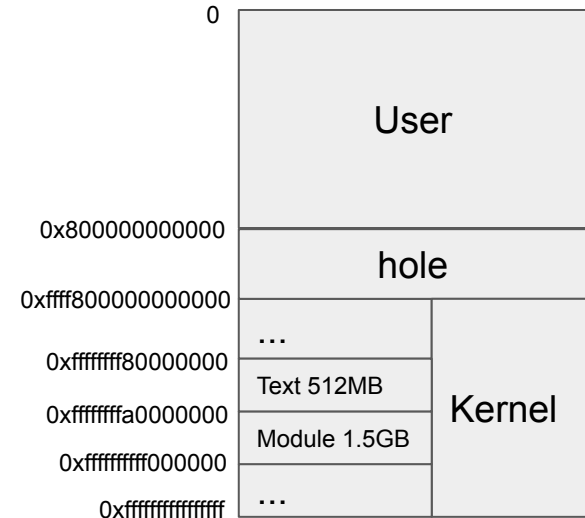 0
User
0x800000000000
hole
0xffff800000000000
...
0xffffffff80000000
Text 512MB
Kernel
0xffffffffa0000000
Module 1.5GB
0xffffffffff000000
...
0xffffffffffffffff